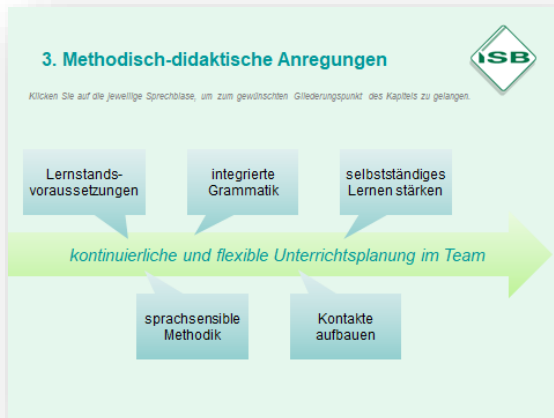 3. Methodisch-didaktische Anregungen
ISB
Klicken Sie auf die jeweilige Sprechblase, um zum gewünschten Gliederungspunkt des Kapitels zu gelangen.
Lernstands-
voraussetzungen
integrierte
Grammatik
selbstständiges
Lernen stärken
kontinuierliche und flexible Unterrichtsplanung im Team
sprachsensible
Methodik
Kontakte
aufbauen